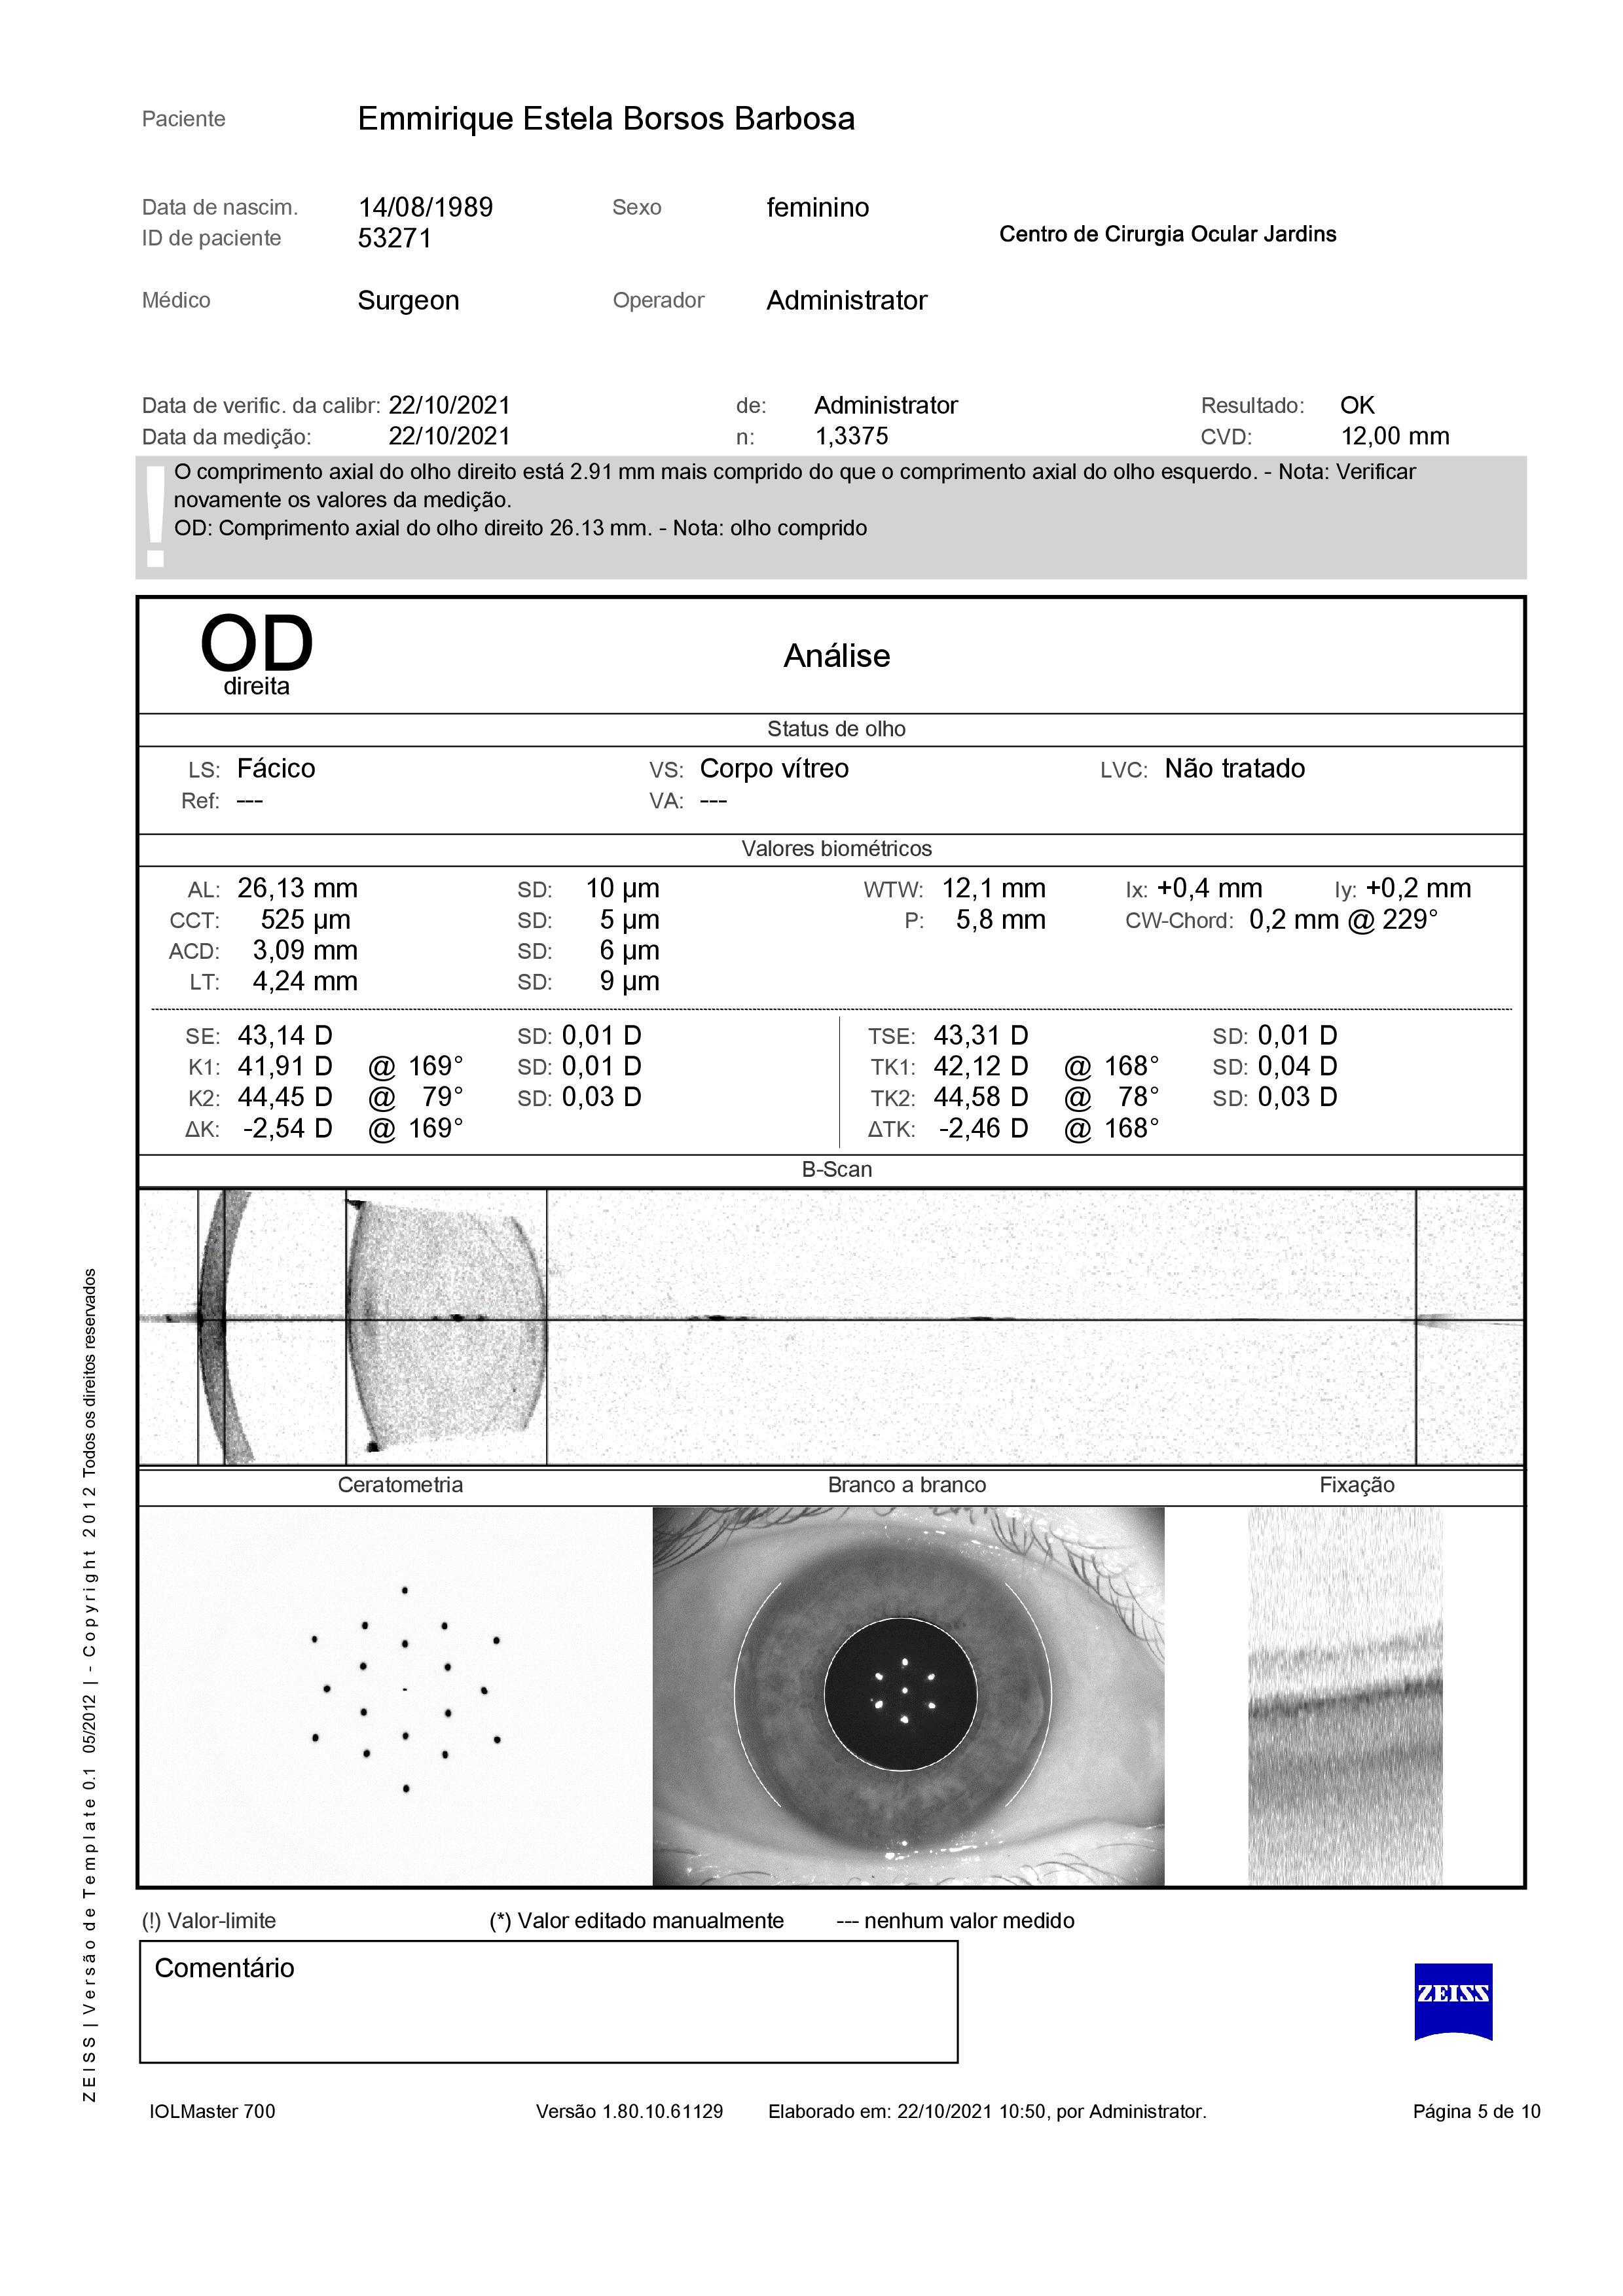 Paciente Emmirique Estela Borsos Barbosa
Data de nascim. 14/08/1989 Sexo feminino
ID de paciente 53271 Centro de Cirurgia Ocular Jardins
Médico Surgeon Operador Administrator
Data de verific. da calibr: 22/10/2021 de: Administrator Resultado: OK
Data da medição: 22/10/2021 n: 1,3375 CVD: 12,00 mm
! O comprimento axial do olho direito está 2.91 mm mais comprido do que o comprimento axial do olho esquerdo. - Nota: Verificar
novamente os valores da medição.
OD: Comprimento axial do olho direito 26.13 mm. - Nota: olho comprido
OD
direita
Análise
Status de olho
LS: Fácico VS: Corpo vítreo LVC: Não tratado
Ref: --- VA: ---
Valores biométricos
AL: 26,13 mm SD: 10 µm WTW: 12,1 mm Ix: +0,4 mm Iy: +0,2 mm
CCT: 525 µm SD: 5 µm P: 5,8 mm CW-Chord: 0,2 mm @ 229°
ACD: 3,09 mm SD: 6 µm
LT: 4,24 mm SD: 9 µm
SE: 43,14 D SD: 0,01 D TSE: 43,31 D SD: 0,01 D
K1: 41,91 D @ 169° SD: 0,01 D TK1: 42,12 D @ 168° SD: 0,04 D
K2: 44,45 D @ 79° SD: 0,03 D TK2: 44,58 D @ 78° SD: 0,03 D
ΔK: -2,54 D @ 169° ΔTK: -2,46 D @ 168°
B-Scan
Ceratometria Branco a branco Fixação
(!) Valor-limite (*) Valor editado manualmente --- nenhum valor medido
Comentário
ZEISS
IOLMaster 700 Versão 1.80.10.61129 Elaborado em: 22/10/2021 10:50, por Administrator. Página 5 de 10
ZEISS | Versão de Template 0.1 05/2012 | - Copyright 2012 Todos os direitos reservados